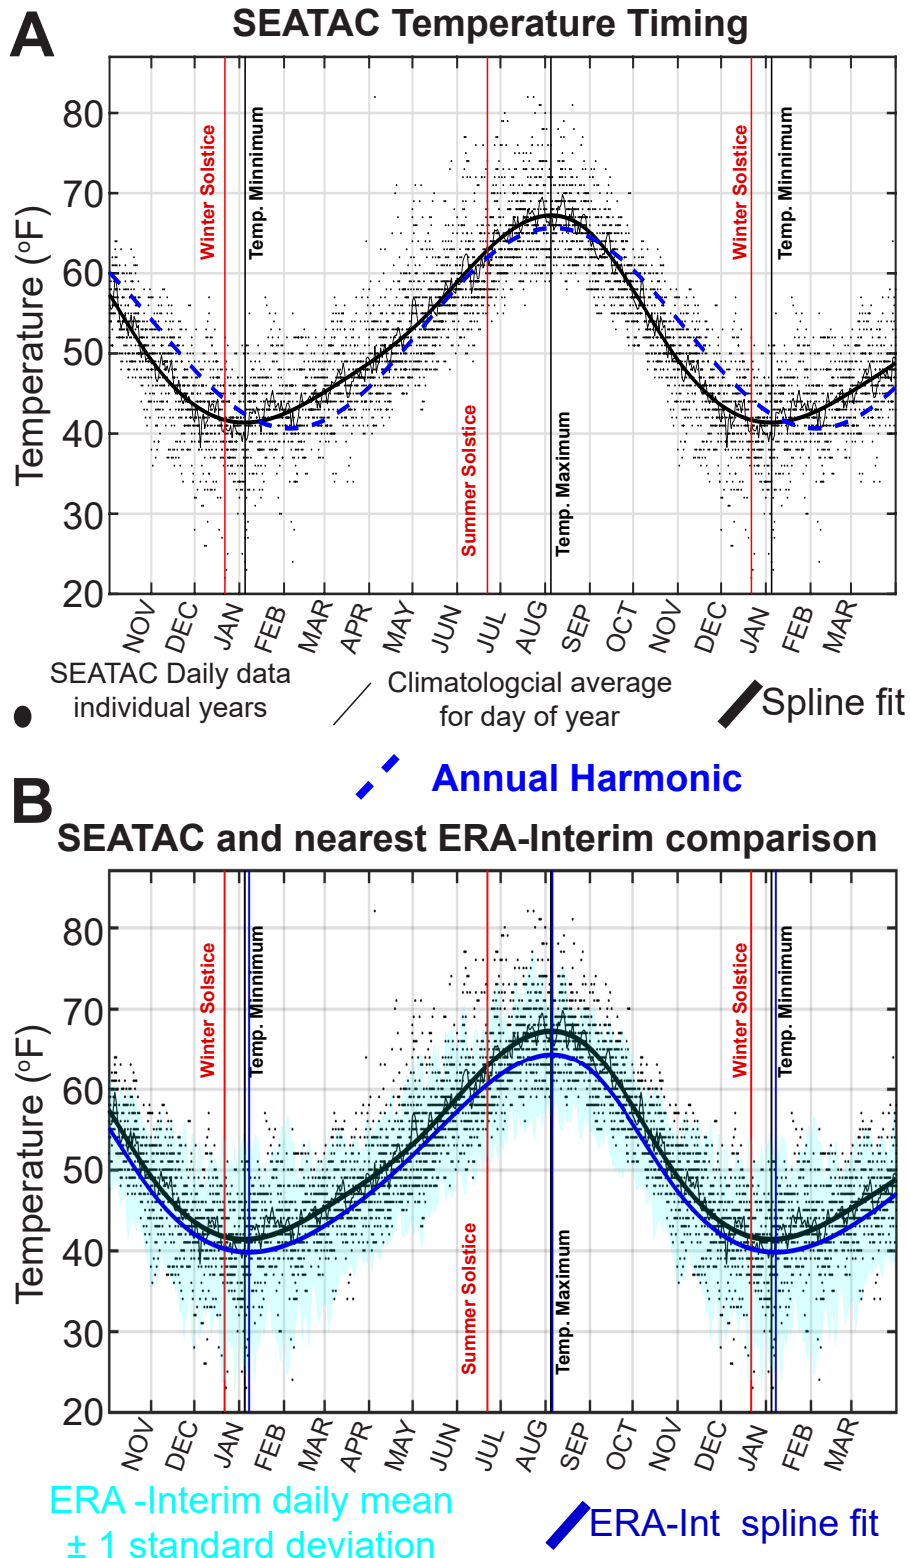 A
SEATAC Temperature Timing
Temperature (°F)
80
70
60
50
40
30
20
Winter Solstice
Temp. Minnimum
Summer Solstice
Temp. Maximum
Winter Solstice
Temp. Minnimum
NOV DEC JAN FEB MAR APR MAY JUN JUL AUG SEP OCT NOV DEC JAN FEB MAR
SEATAC Daily data
individual years
Climatologcial average
for day of year
Spline fit
Annual Harmonic
B
SEATAC and nearest ERA-Interim comparison
Temperature (°F)
80
70
60
50
40
30
20
Winter Solstice
Temp. Minnimum
Summer Solstice
Temp. Maximum
Winter Solstice
Temp. Minnimum
NOV DEC JAN FEB MAR APR MAY JUN JUL AUG SEP OCT NOV DEC JAN FEB MAR
ERA -Interim daily mean
± 1 standard deviation
ERA-Int spline fit